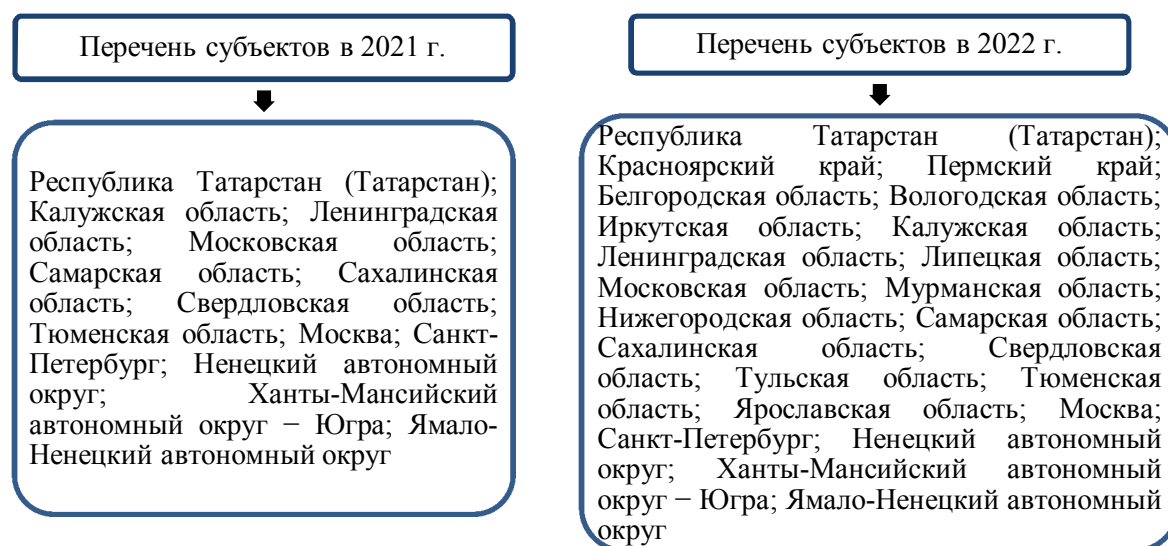 Перечень субъектов в 2021 г.
Республика Татарстан (Татарстан);
Калужская область; Ленинградская
область; Московская область;
Самарская область; Сахалинская
область; Свердловская область;
Тюменская область; Москва; Санкт-
Петербург; Ненецкий автономный
округ; Ханты-Мансийский
автономный округ − Югра; Ямало-
Ненецкий автономный округ
Перечень субъектов в 2022 г.
Республика Татарстан (Татарстан);
Красноярский край; Пермский край;
Белгородская область; Вологодская область;
Иркутская область; Калужская область;
Ленинградская область; Липецкая область;
Московская область; Мурманская область;
Нижегородская область; Самарская область;
Сахалинская область; Свердловская
область; Тульская область; Тюменская
область; Ярославская область; Москва;
Санкт-Петербург; Ненецкий автономный
округ; Ханты-Мансийский автономный
округ − Югра; Ямало-Ненецкий автономный
округ